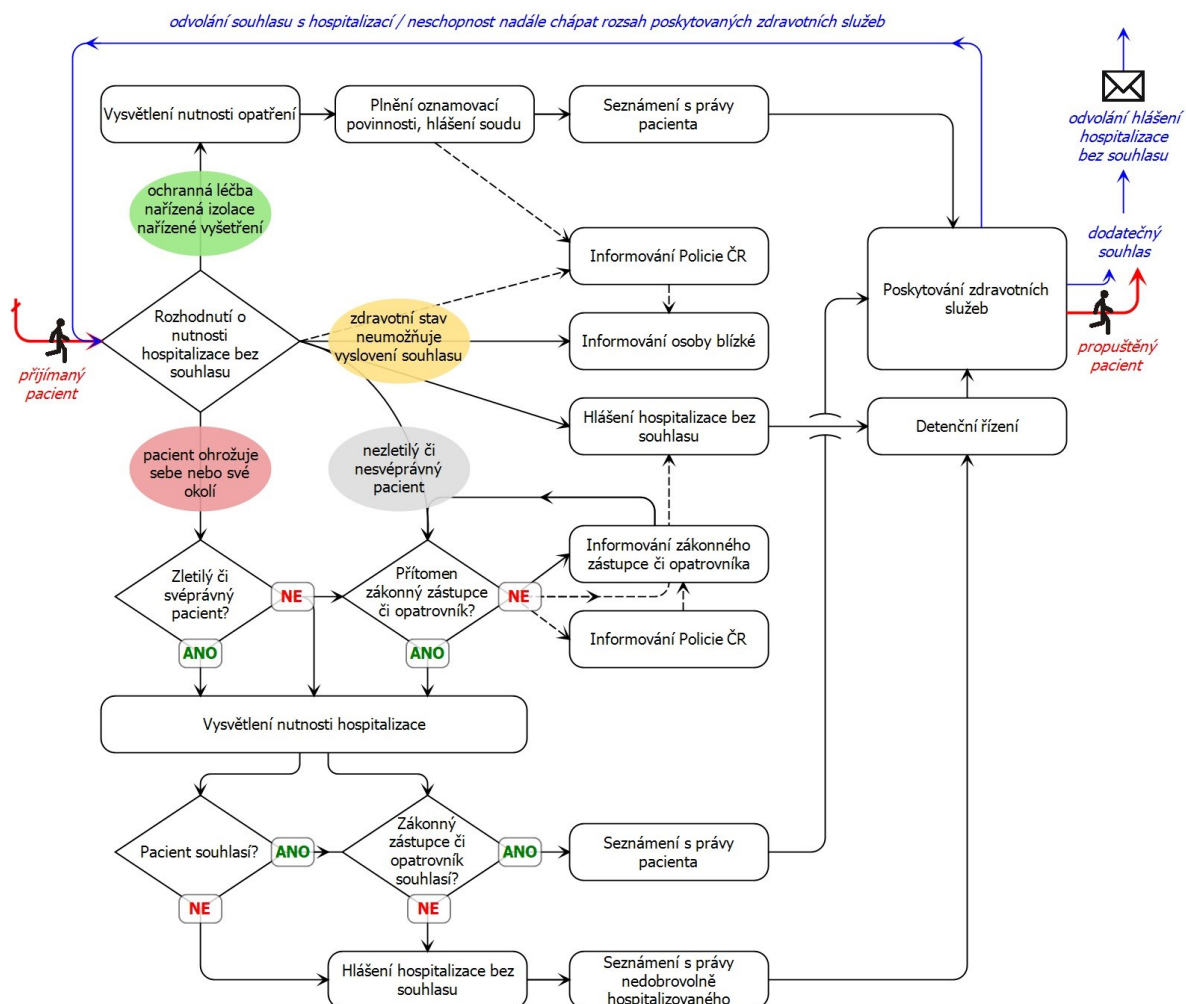 odvolání souhlasu s hospitalizací / neschopnost nadále chápat rozsah poskytovaných zdravotních služeb
Vysvětlení nutnosti opatření
Plnění oznamovací
povinnosti, hlášení soudu
Seznámení s právy
pacienta
odvolání hlášení
hospitalizace
bez souhlasu
ochranná léčba
nařízená izolace
nařízené vyšetření
Informování Policie ČR
dodatečný
souhlas
Poskytování zdravotních
služeb
Rozhodnutí o
nutnosti
hospitalizace bez
souhlasu
zdravotní stav
neumožňuje
vyslovení souhlasu
Informování osoby blízké
přijímaný
pacient
propuštěný
pacient
Hlášení hospitalizace bez
souhlasu
Detenční řízení
pacient ohrožuje
sebe nebo své
okolí
nezletilý či
nesvéprávný
pacient
Informování zákonného
zástupce či opatrovníka
Zletilý či
svéprávný
pacient?
NE
Přítomen
zákonný zástupce
či opatrovník?
NE
Informování Policie ČR
ANO
ANO
Vysvětlení nutnosti hospitalizace
Pacient souhlasí?
ANO
Zákonný
zástupce či
opatrovník
souhlasí?
ANO
Seznámení s právy
pacienta
NE
NE
Hlášení hospitalizace bez
souhlasu
Seznámení s právy
nedobrovolně
hospitalizovaného